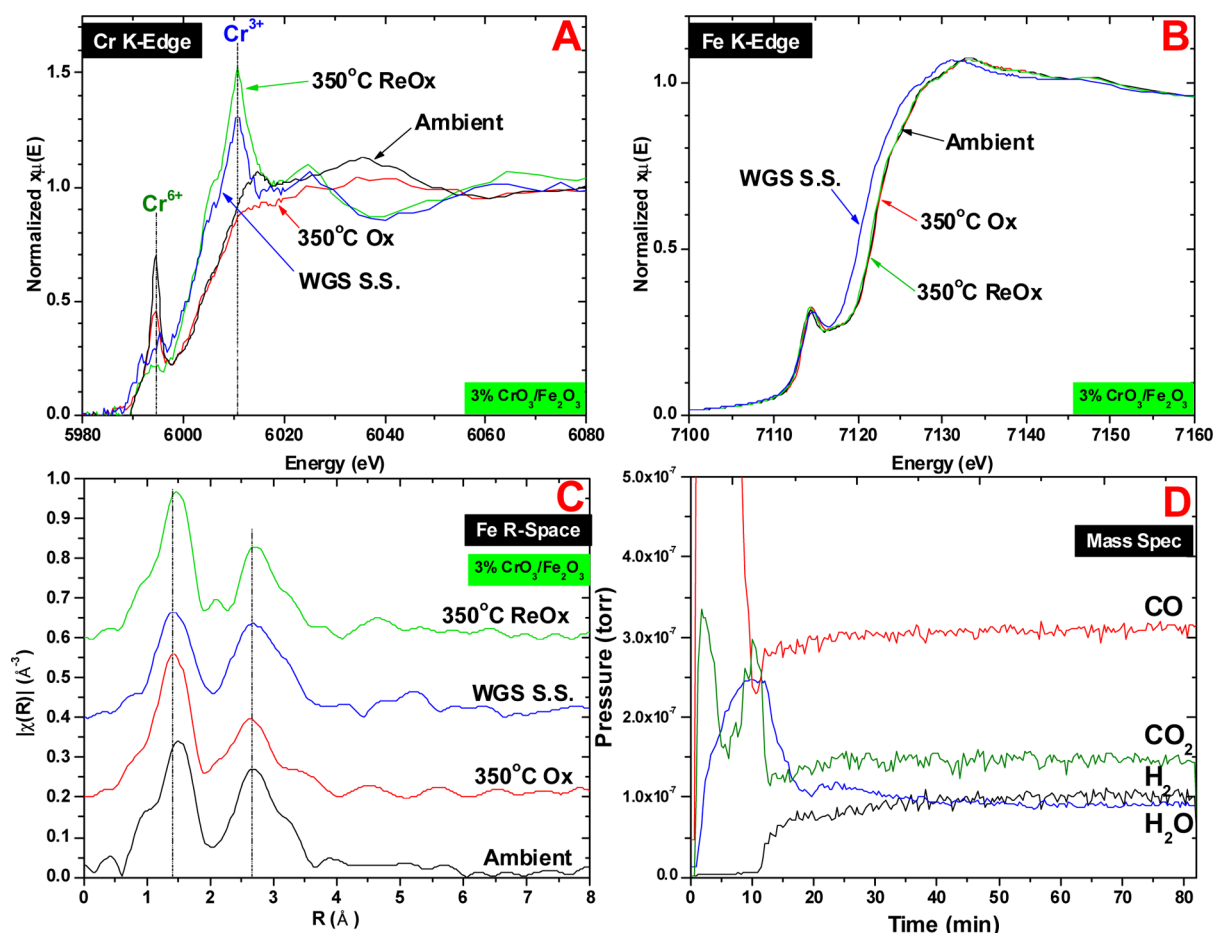 Cr K-Edge
Cr3+
A
350°C ReOx
Ambient
Cr6+
350°C Ox
WGS S.S.
3% CrO3/Fe2O3
Normalized xμ(E)
0.0
0.5
1.0
1.5
5980 6000 6020 6040 6060 6080
Energy (eV)
Fe K-Edge
B
Ambient
WGS S.S.
350°C Ox
350°C ReOx
3% CrO3/Fe2O3
Normalized xμ(E)
0.0
0.5
1.0
7100 7110 7120 7130 7140 7150 7160
Energy (eV)
C
Fe R-Space
3% CrO3/Fe2O3
350°C ReOx
WGS S.S.
350°C Ox
Ambient
|χ(R)| (Å-3)
1.0
0.9
0.8
0.7
0.6
0.5
0.4
0.3
0.2
0.1
0.0
0 1 2 3 4 5 6 7 8
R (Å)
D
Mass Spec
CO
CO2
H2
H2O
Pressure (torr)
5.0x10-7
4.0x10-7
3.0x10-7
2.0x10-7
1.0x10-7
0.0
0 10 20 30 40 50 60 70 80
Time (min)